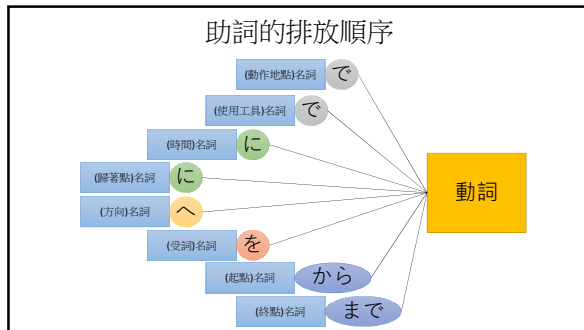 助詞的排放順序
(動作地點)名詞 で
(使用工具)名詞 で
(時間)名詞 に
(歸著點)名詞 に
(方向)名詞 へ
(受詞)名詞 を
(起點)名詞 から
(終點)名詞 まで
動詞